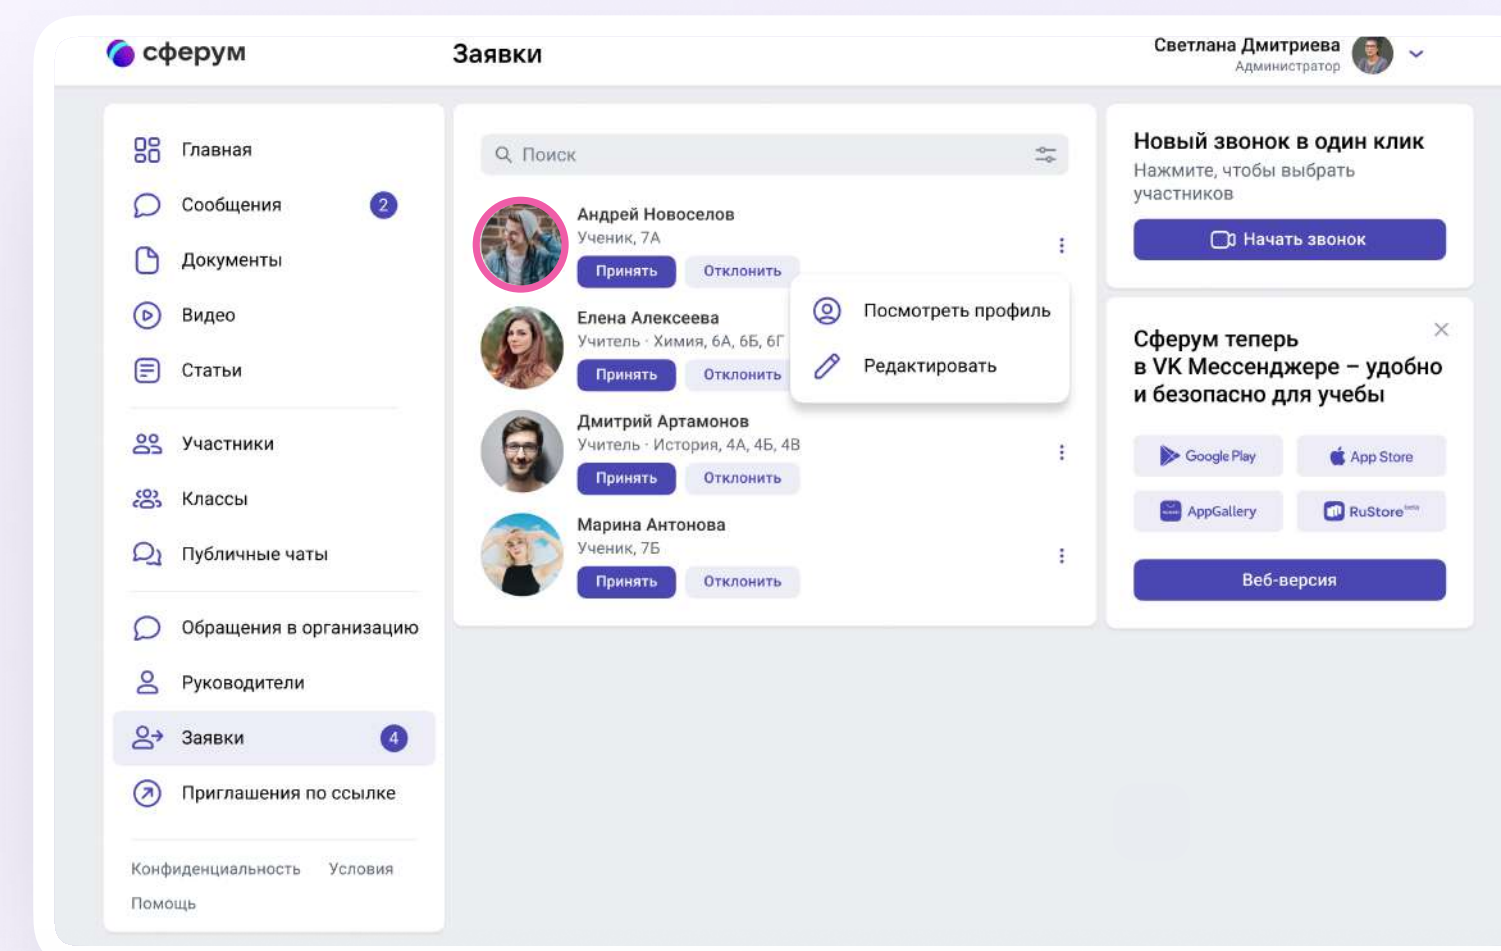 сферум
Заявки
Светлана Дмитриева
Администратор
Главная
Сообщения 2
Документы
Видео
Статьи
Участники
Классы
Публичные чаты
Обращения в организацию
Руководители
Заявки 4
Приглашения по ссылке
Конфиденциальность Условия
Помощь
Поиск
Андрей Новоселов
Ученик, 7А
Принять Отклонить
Посмотреть профиль
Редактировать
Елена Алексеева
Учитель · Химия, 6А, 6Б, 6Г
Принять Отклонить
Дмитрий Артамонов
Учитель · История, 4А, 4Б, 4В
Принять Отклонить
Марина Антонова
Ученик, 7Б
Принять Отклонить
Новый звонок в один клик
Нажмите, чтобы выбрать
участников
Начать звонок
Сферум теперь
в VK Мессенджере – удобно
и безопасно для учебы
Google Play App Store
AppGallery RuStore beta
Веб-версия